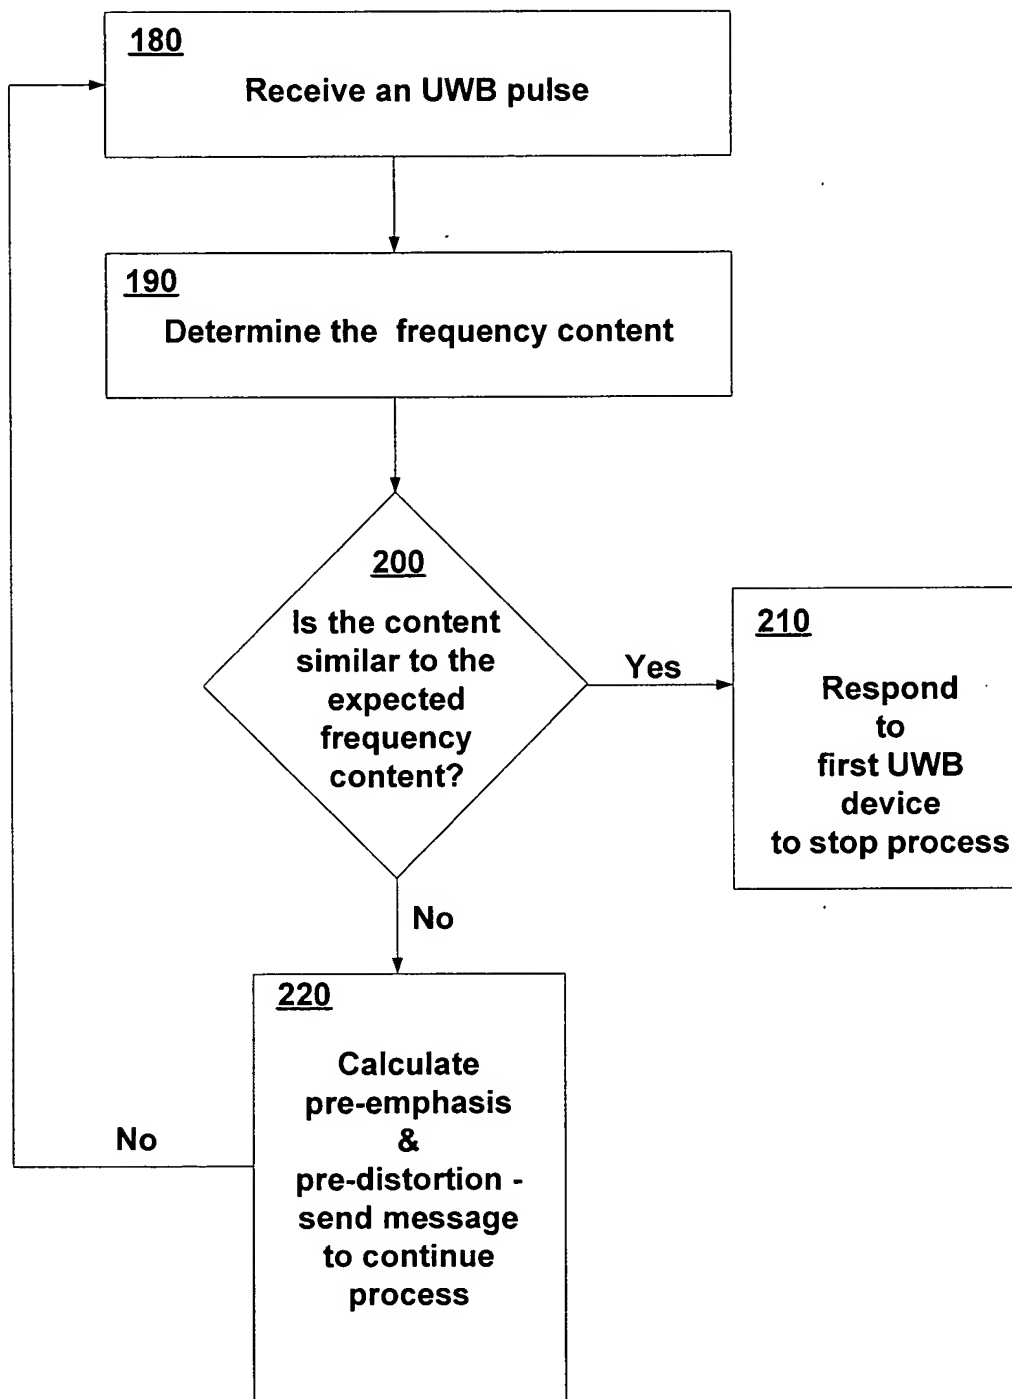 180
Receive an UWB pulse
190
Determine the frequency content
200
Is the content
similar to the
expected
frequency
content?
Yes
210
Respond
to
first UWB
device
to stop process
No
220
Calculate
pre-emphasis
&
pre-distortion -
send message
to continue
process
No